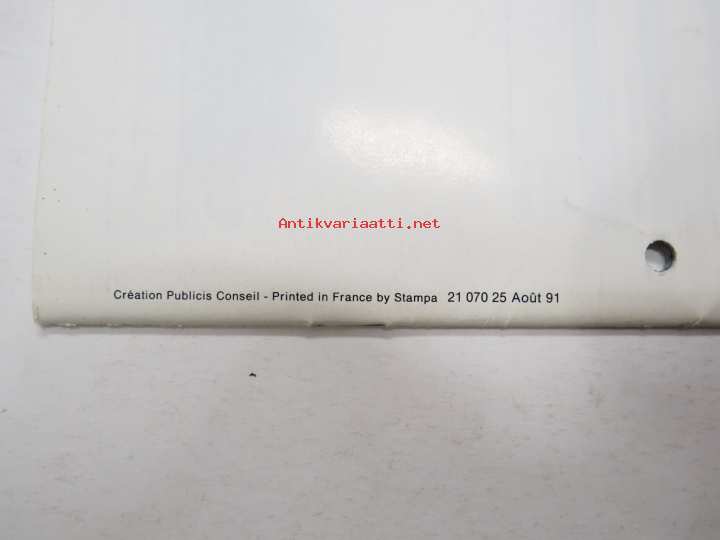 Antikvariaatti.net
Création Publicis Conseil - Printed in France by Stampa 21 070 25 Août 91